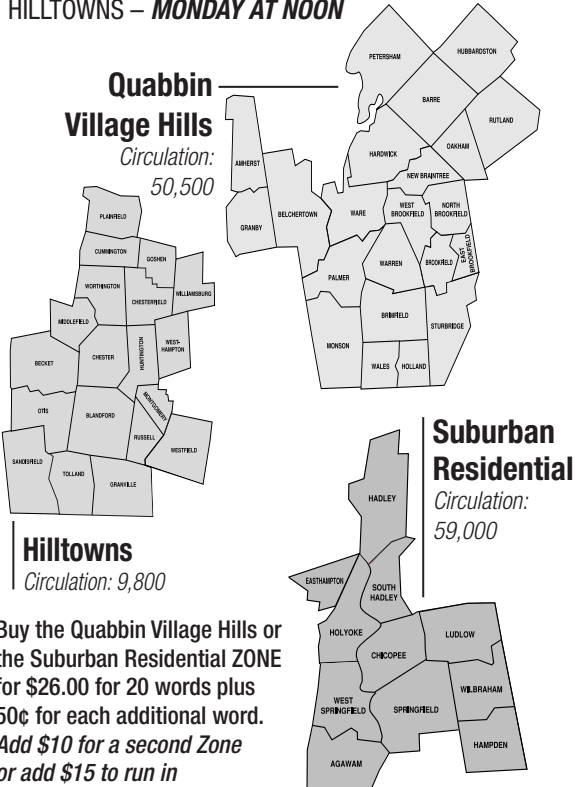 HILLTOWNS – MONDAY AT NOON
Quabbin
Village Hills
Circulation:
50,500
PETERSHAM
HUBBARDSTON
BARRE
RUTLAND
OAKHAM
HARDWICK
NEW BRAINTREE
AMHERST
BELCHERTOWN
GRANBY
WARE
WEST
BROOKFIELD
NORTH
BROOKFIELD
EAST
BROOKFIELD
BROOKFIELD
WARREN
PALMER
BRIMFIELD
STURBRIDGE
MONSON
WALES
HOLLAND
PLAINFIELD
CUMMINGTON
GOSHEN
WORTHINGTON
CHESTERFIELD
WILLIAMSBURG
MIDDLEFIELD
HUNTINGTON
WEST-
HAMPTON
BECKET
CHESTER
MONTGOMERY
OTIS
BLANDFORD
RUSSELL
WESTFIELD
SANDISFIELD
TOLLAND
GRANVILLE
Hilltowns
Circulation: 9,800
Suburban
Residential
Circulation:
59,000
HADLEY
EASTHAMPTON
SOUTH
HADLEY
HOLYOKE
CHICOPEE
LUDLOW
WEST
SPRINGFIELD
SPRINGFIELD
WILBRAHAM
HAMPDEN
AGAWAM
Buy the Quabbin Village Hills or
the Suburban Residential ZONE
for $26.00 for 20 words plus
50¢ for each additional word.
Add $10 for a second Zone
or add $15 to run in